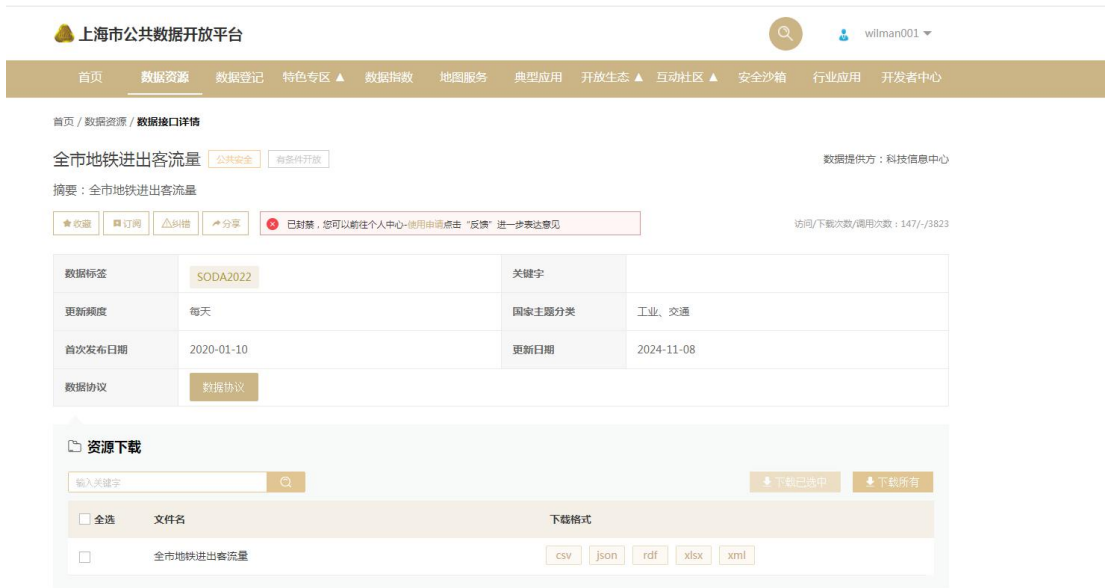 上海市公共数据开放平台
wilman001
首页 数据资源 数据登记 特色专区 ▲ 数据指数 地图服务 典型应用 开放生态 ▲ 互动社区 ▲ 安全沙箱 行业应用 开发者中心
首页 / 数据资源 / 数据接口详情
全市地铁进出客流量 公共安全 有条件开放 数据提供方：科技信息中心
摘要：全市地铁进出客流量
收藏 订阅 纠错 分享 已封禁，您可以前往个人中心-使用申请点击“反馈”进一步表达意见 访问/下载次数/调用次数：147/-/3823
数据标签 SODA2022 关键字
更新频度 每天 国家主题分类 工业、交通
首次发布日期 2020-01-10 更新日期 2024-11-08
数据协议 数据协议
资源下载
输入关键字 下载已选中 下载所有
全选 文件名 下载格式
全市地铁进出客流量 csv json rdf xlsx xml